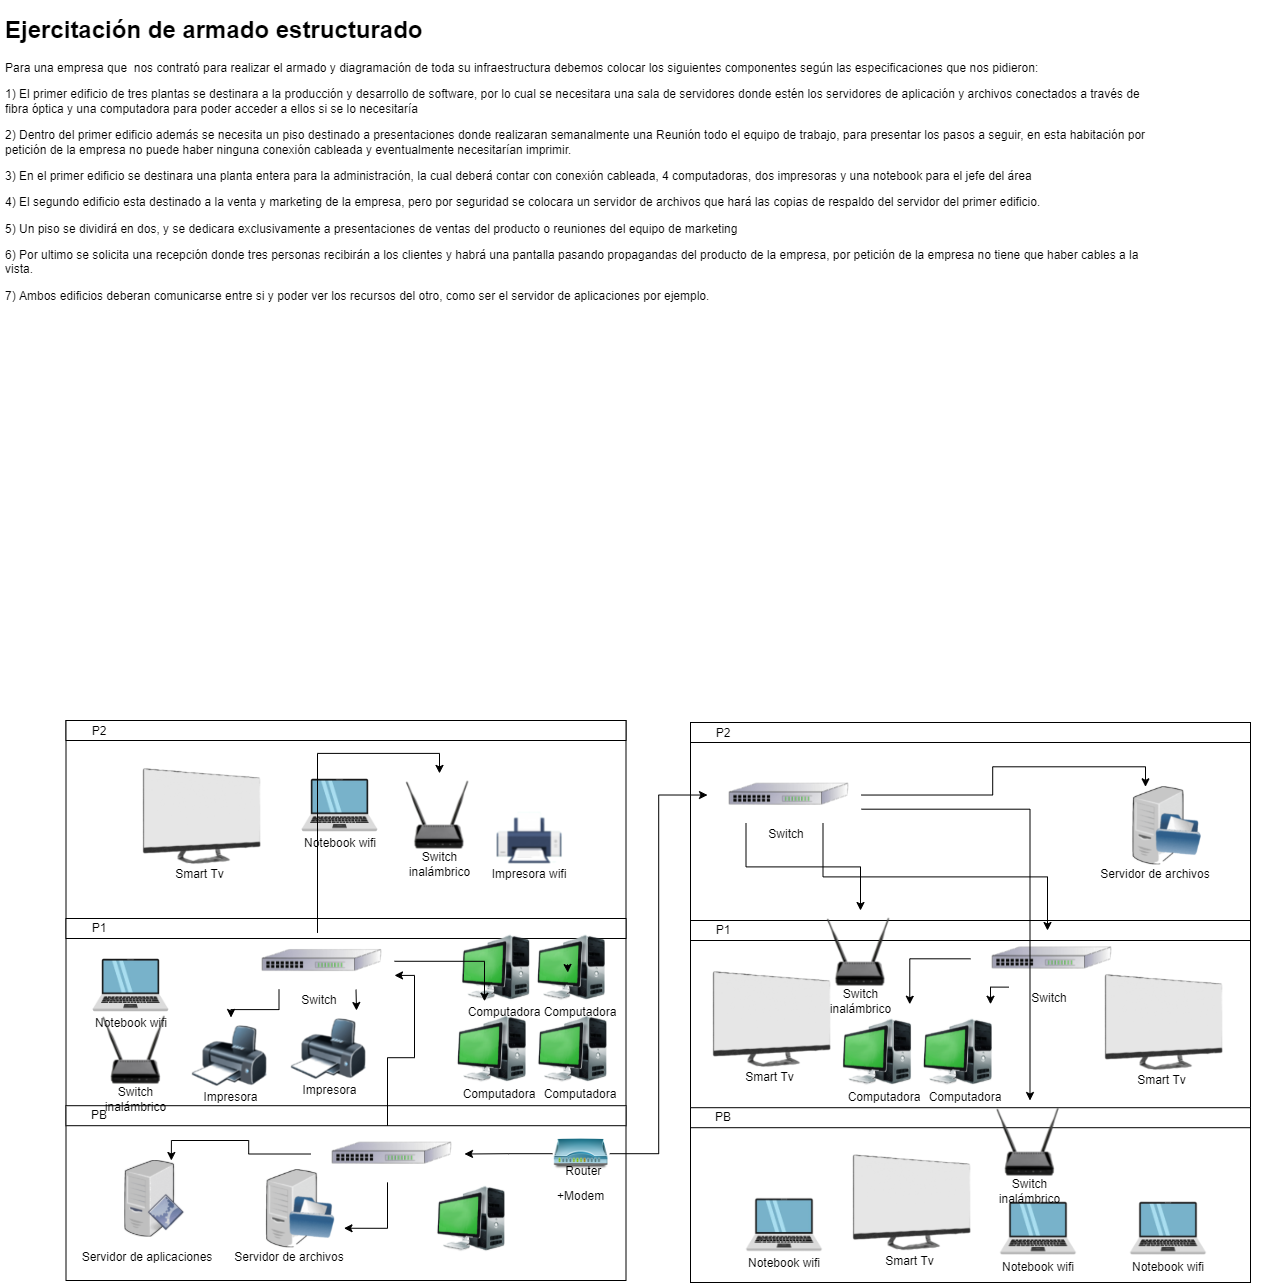 Ejercitación de armado estructurado
Para una empresa que  nos contrató para realizar el armado y diagramación de toda su infraestructura debemos colocar los siguientes componentes según las especificaciones que nos pidieron:
1) El primer edificio de tres plantas se destinara a la producción y desarrollo de software, por lo cual se necesitara una sala de servidores donde estén los servidores de aplicación y archivos conectados a través de
fibra óptica y una computadora para poder acceder a ellos si se lo necesitaría
2) Dentro del primer edificio además se necesita un piso destinado a presentaciones donde realizaran semanalmente una Reunión todo el equipo de trabajo, para presentar los pasos a seguir, en esta habitación por
petición de la empresa no puede haber ninguna conexión cableada y eventualmente necesitarían imprimir.
3) En el primer edificio se destinara una planta entera para la administración, la cual deberá contar con conexión cableada, 4 computadoras, dos impresoras y una notebook para el jefe del área
4) El segundo edificio esta destinado a la venta y marketing de la empresa, pero por seguridad se colocara un servidor de archivos que hará las copias de respaldo del servidor del primer edificio.
5) Un piso se dividirá en dos, y se dedicara exclusivamente a presentaciones de ventas del producto o reuniones del equipo de marketing
6) Por ultimo se solicita una recepción donde tres personas recibirán a los clientes y habrá una pantalla pasando propagandas del producto de la empresa, por petición de la empresa no tiene que haber cables a la
vista.
7) Ambos edificios deberan comunicarse entre si y poder ver los recursos del otro, como ser el servidor de aplicaciones por ejemplo.
P2
Smart Tv
Notebook wifi
Switch
inalámbrico
Impresora wifi
P1
Notebook wifi
Switch
inalámbrico
Switch
Impresora
Impresora
Computadora
Computadora
Computadora
Computadora
PB
Servidor de aplicaciones
Servidor de archivos
Router
+Modem
P2
Switch
Servidor de archivos
P1
Smart Tv
Switch
inalámbrico
Switch
Computadora
Computadora
Smart Tv
PB
Notebook wifi
Smart Tv
Switch
inalámbrico
Notebook wifi
Notebook wifi